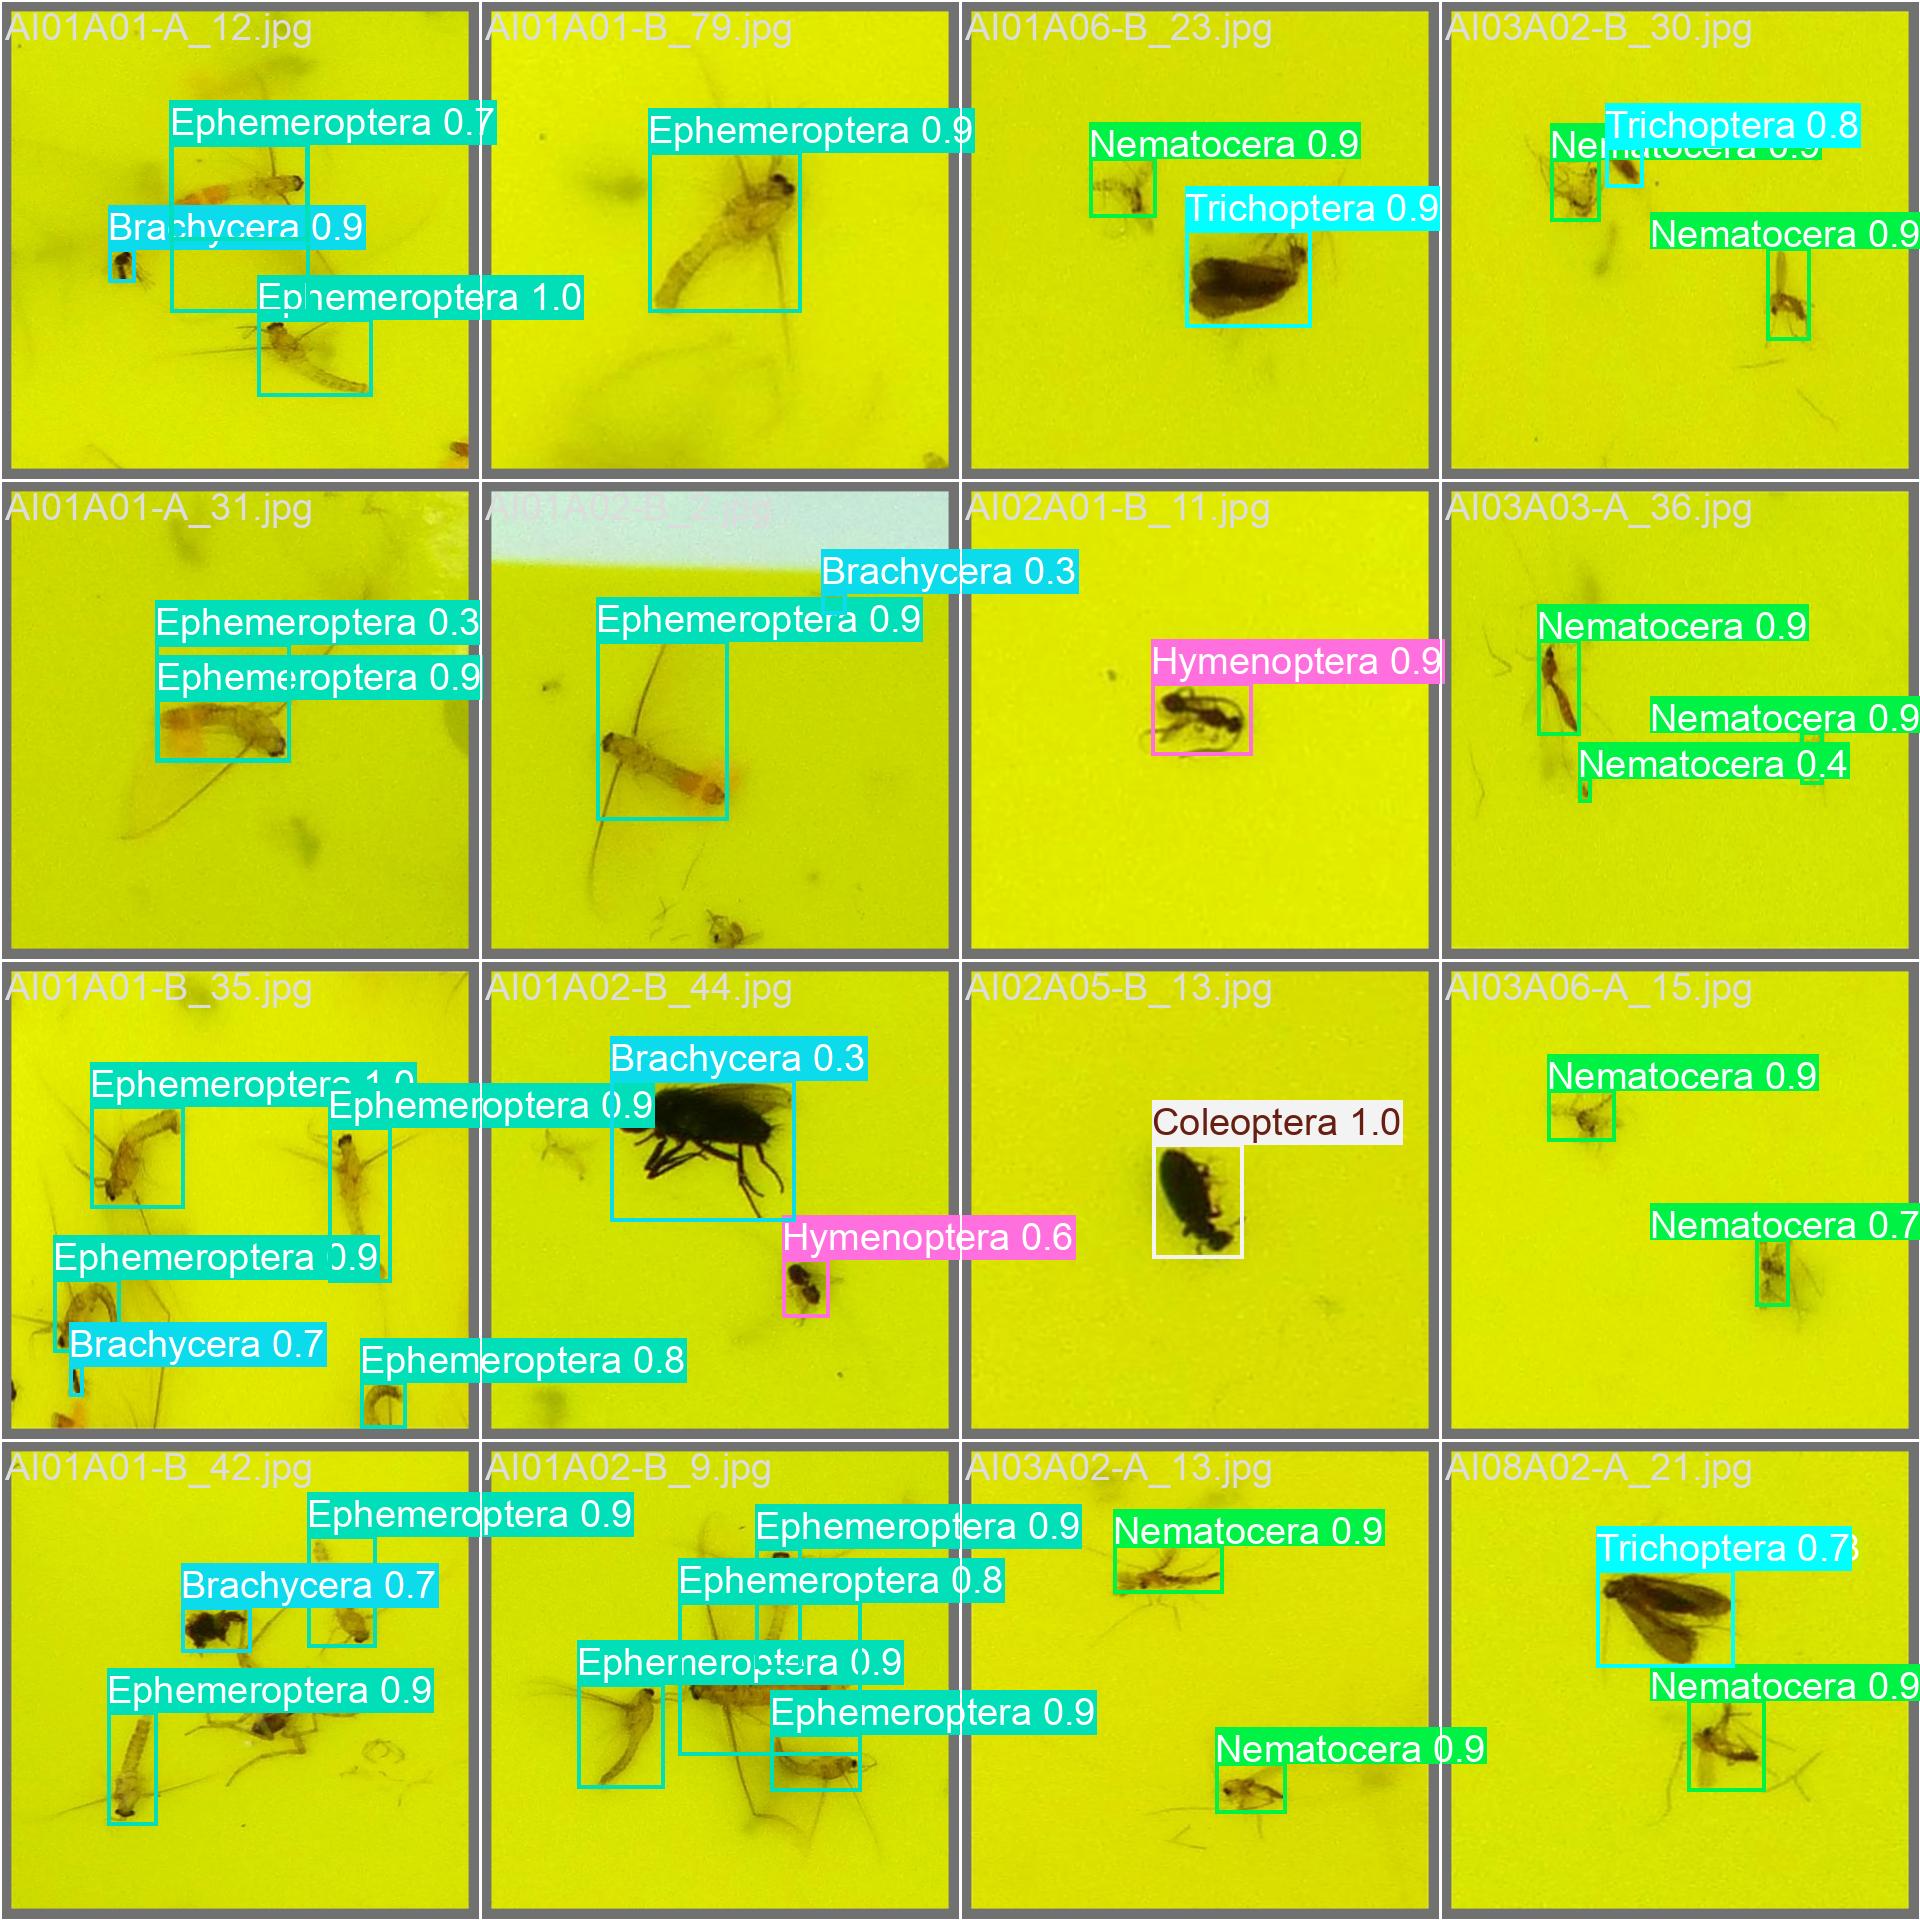 AI01A01-A_12.jpg
Ephemeroptera 0.7
Brachycera 0.9
Ephemeroptera 1.0
AI01A01-B_79.jpg
Ephemeroptera 0.9
AI01A06-B_23.jpg
Nematocera 0.9
Trichoptera 0.9
AI03A02-B_30.jpg
Trichoptera 0.8
Nematocera 0.9
Nematocera 0.9
AI01A01-A_31.jpg
Ephemeroptera 0.3
Ephemeroptera 0.9
AI01A02-B_2.jpg
Brachycera 0.3
Ephemeroptera 0.9
AI02A01-B_11.jpg
Hymenoptera 0.9
AI03A03-A_36.jpg
Nematocera 0.9
Nematocera 0.9
Nematocera 0.4
AI01A01-B_35.jpg
Ephemeroptera 1.0
Ephemeroptera 0.9
Ephemeroptera 0.9
Brachycera 0.7
Ephemeroptera 0.8
AI01A02-B_44.jpg
Brachycera 0.3
Hymenoptera 0.6
AI02A05-B_13.jpg
Coleoptera 1.0
AI03A06-A_15.jpg
Nematocera 0.9
Nematocera 0.7
AI01A01-B_42.jpg
Ephemeroptera 0.9
Brachycera 0.7
Ephemeroptera 0.9
AI01A02-B_9.jpg
Ephemeroptera 0.9
Ephemeroptera 0.8
Ephemeroptera 0.9
Ephemeroptera 0.9
AI03A02-A_13.jpg
Nematocera 0.9
Nematocera 0.9
AI08A02-A_21.jpg
Trichoptera 0.7
Nematocera 0.9